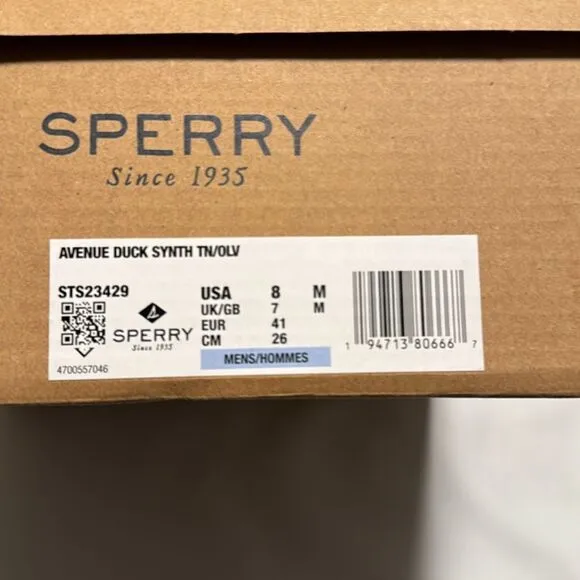 SPERRY
Since 1935
AVENUE DUCK SYNTH TN/OLV
STS23429
SPERRY
Since 1935
4700557046
USA 8 M
UK/GB 7 M
EUR 41
CM 26
MENS/HOMMES
1 94713 80666 7